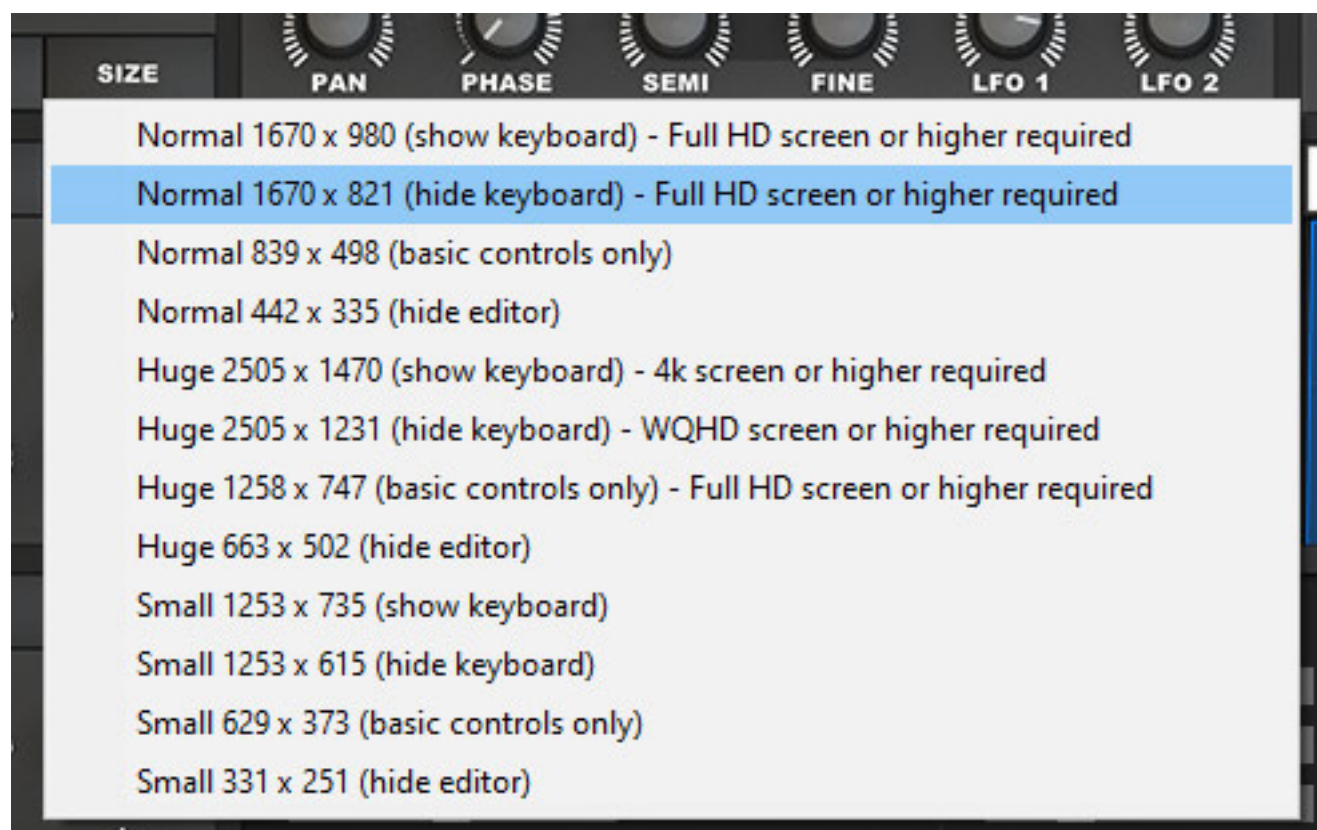 SIZE
PAN PHASE SEMI FINE LFO 1 LFO 2
Normal 1670 x 980 (show keyboard) - Full HD screen or higher required
Normal 1670 x 821 (hide keyboard) - Full HD screen or higher required
Normal 839 x 498 (basic controls only)
Normal 442 x 335 (hide editor)
Huge 2505 x 1470 (show keyboard) - 4k screen or higher required
Huge 2505 x 1231 (hide keyboard) - WQHD screen or higher required
Huge 1258 x 747 (basic controls only) - Full HD screen or higher required
Huge 663 x 502 (hide editor)
Small 1253 x 735 (show keyboard)
Small 1253 x 615 (hide keyboard)
Small 629 x 373 (basic controls only)
Small 331 x 251 (hide editor)